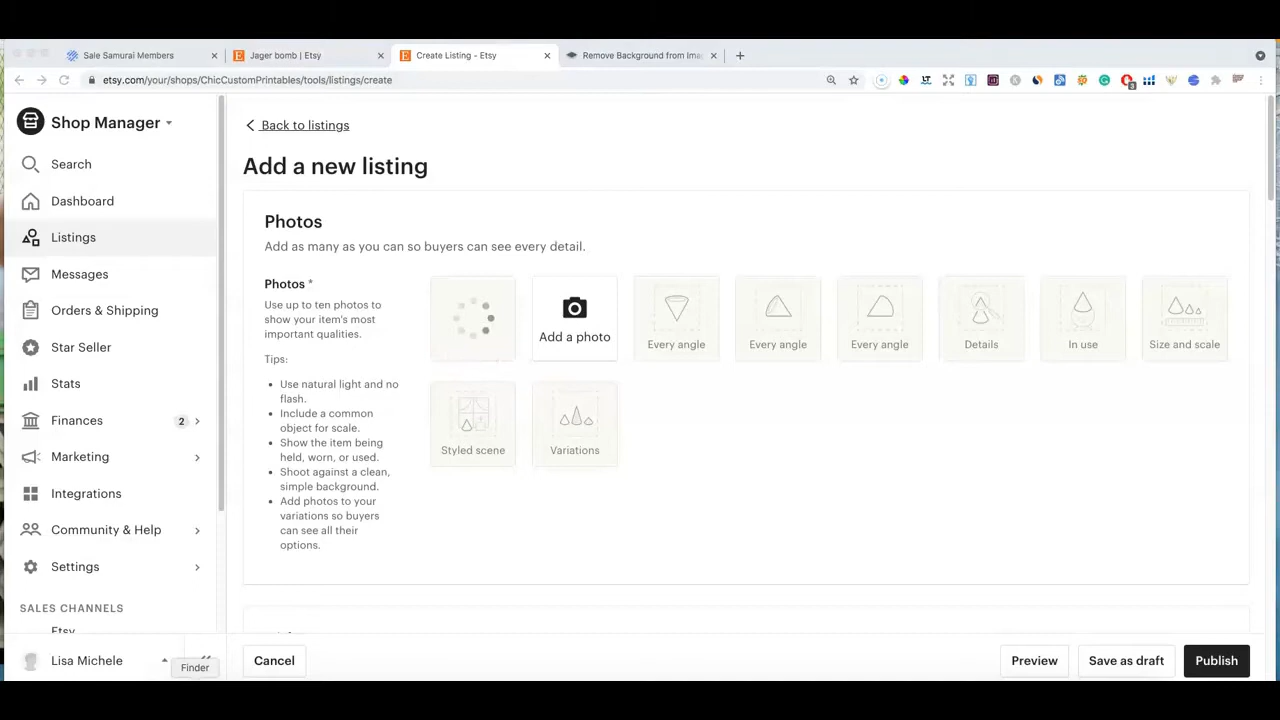 Sale Samurai Members
Jager bomb | Etsy
Create Listing - Etsy
Remove Background from Ima
etsy.com/your/shops/ChicCustomPrintables/tools/listings/create
3
Shop Manager
Search
Dashboard
Listings
Messages
Orders & Shipping
Star Seller
Stats
Finances 2
Marketing
Integrations
Community & Help
Settings
SALES CHANNELS
Etsy
Lisa Michele
Finder
Back to listings
Add a new listing
Photos
Add as many as you can so buyers can see every detail.
Photos *
Use up to ten photos to
show your item's most
important qualities.
Tips:
• Use natural light and no
flash.
• Include a common
object for scale.
• Show the item being
held, worn, or used.
• Shoot against a clean,
simple background.
• Add photos to your
variations so buyers
can see all their
options.
Add a photo
Every angle
Every angle
Every angle
Details
In use
Size and scale
Styled scene
Variations
Cancel
Preview
Save as draft
Publish